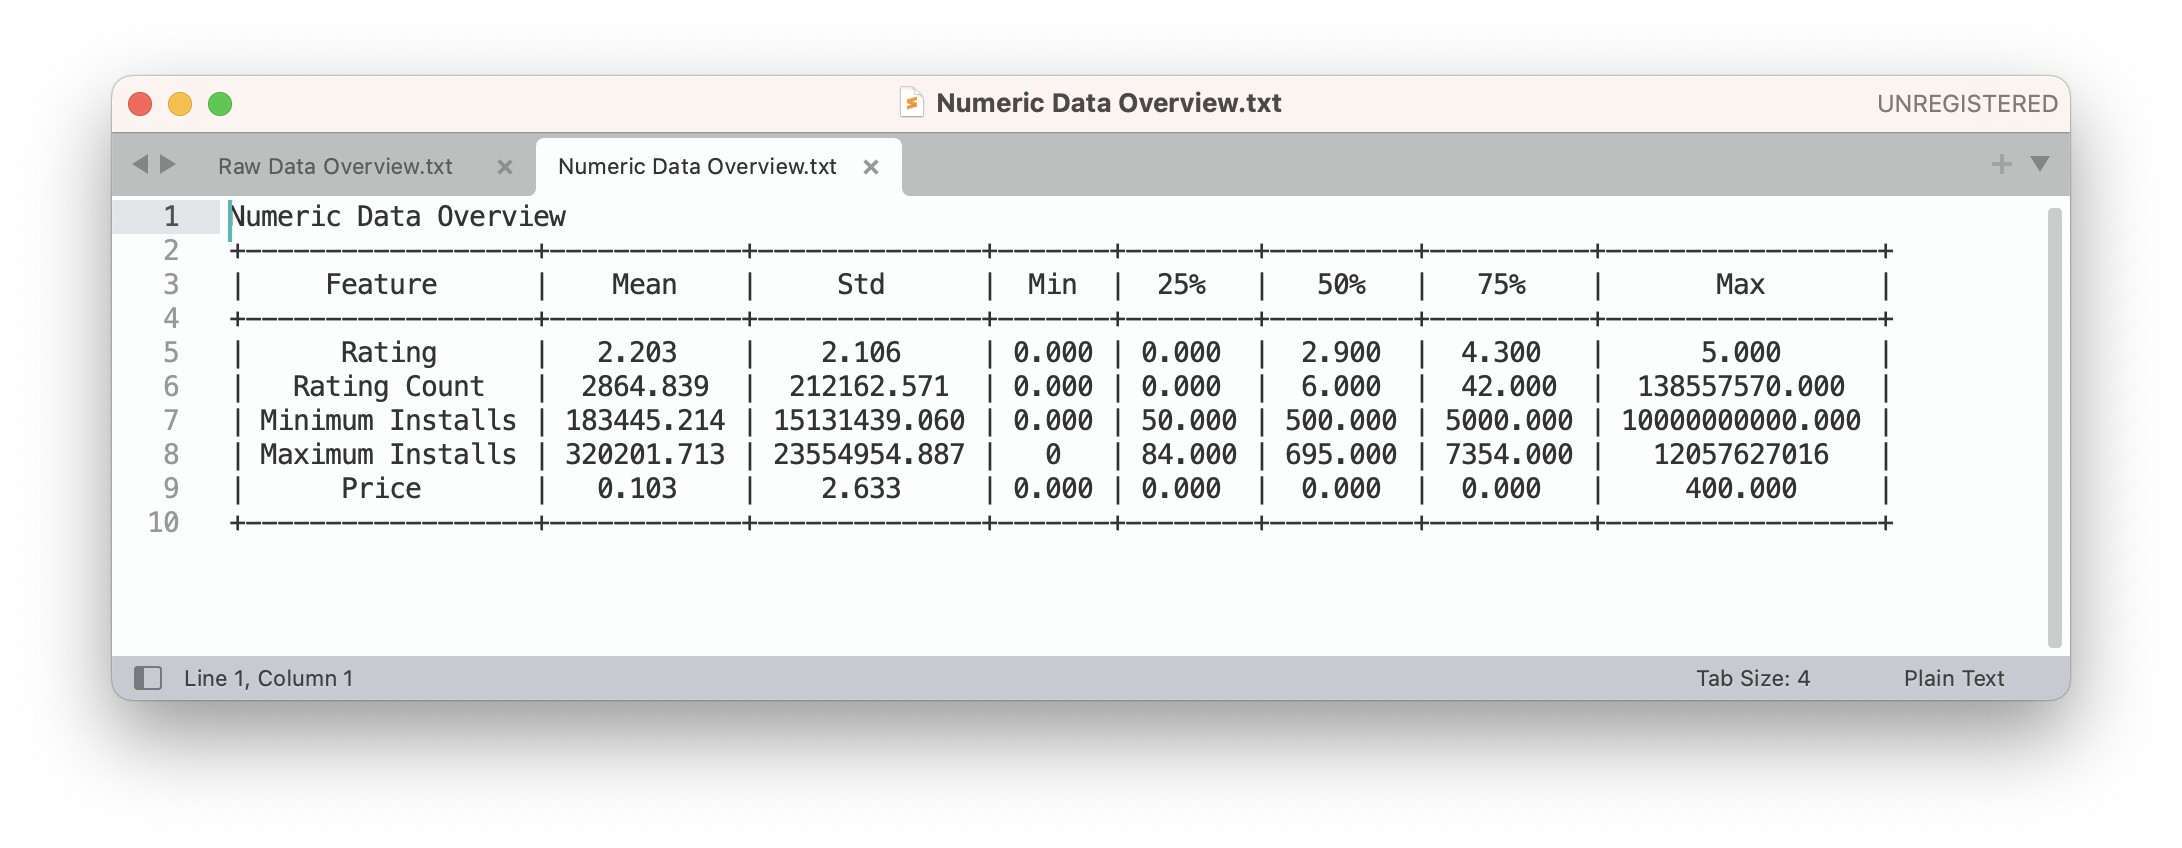 Numeric Data Overview.txt
UNREGISTERED
Raw Data Overview.txt × Numeric Data Overview.txt ×
1 Numeric Data Overview
2 +------------------+------------+--------------+-------+--------+---------+----------+-----------------+
3 | Feature | Mean | Std | Min | 25% | 50% | 75% | Max |
4 +------------------+------------+--------------+-------+--------+---------+----------+-----------------+
5 | Rating | 2.203 | 2.106 | 0.000 | 0.000 | 2.900 | 4.300 | 5.000 |
6 | Rating Count | 2864.839 | 212162.571 | 0.000 | 0.000 | 6.000 | 42.000 | 138557570.000 |
7 | Minimum Installs | 183445.214 | 15131439.060 | 0.000 | 50.000 | 500.000 | 5000.000 | 10000000000.000 |
8 | Maximum Installs | 320201.713 | 23554954.887 | 0 | 84.000 | 695.000 | 7354.000 | 12057627016 |
9 | Price | 0.103 | 2.633 | 0.000 | 0.000 | 0.000 | 0.000 | 400.000 |
10 +------------------+------------+--------------+-------+--------+---------+----------+-----------------+
Line 1, Column 1
Tab Size: 4
Plain Text